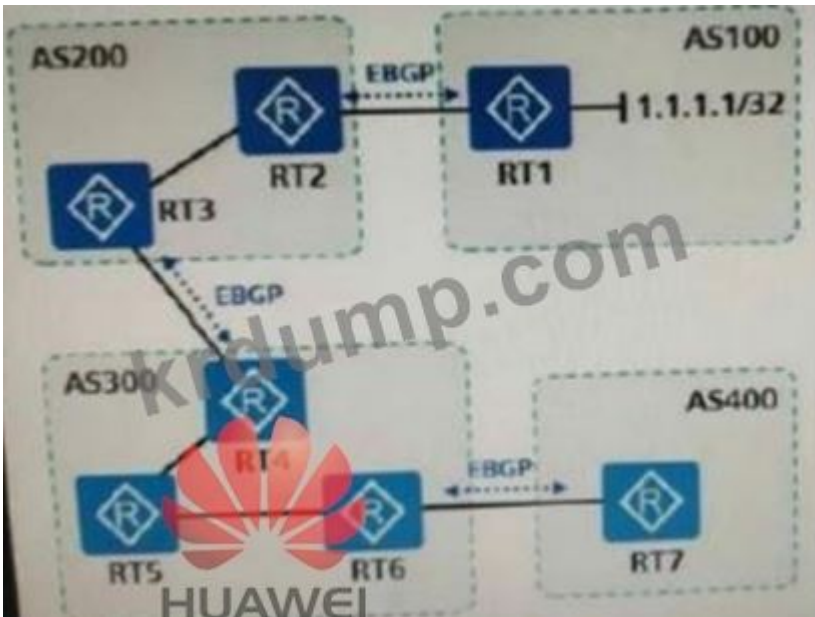 AS200
AS100
EBGP
1.1.1.1/32
RT2
RT1
RT3
EBGP
krdump.com
AS300
AS400
RT4
EBGP
RT5
RT6
RT7
HUAWEI